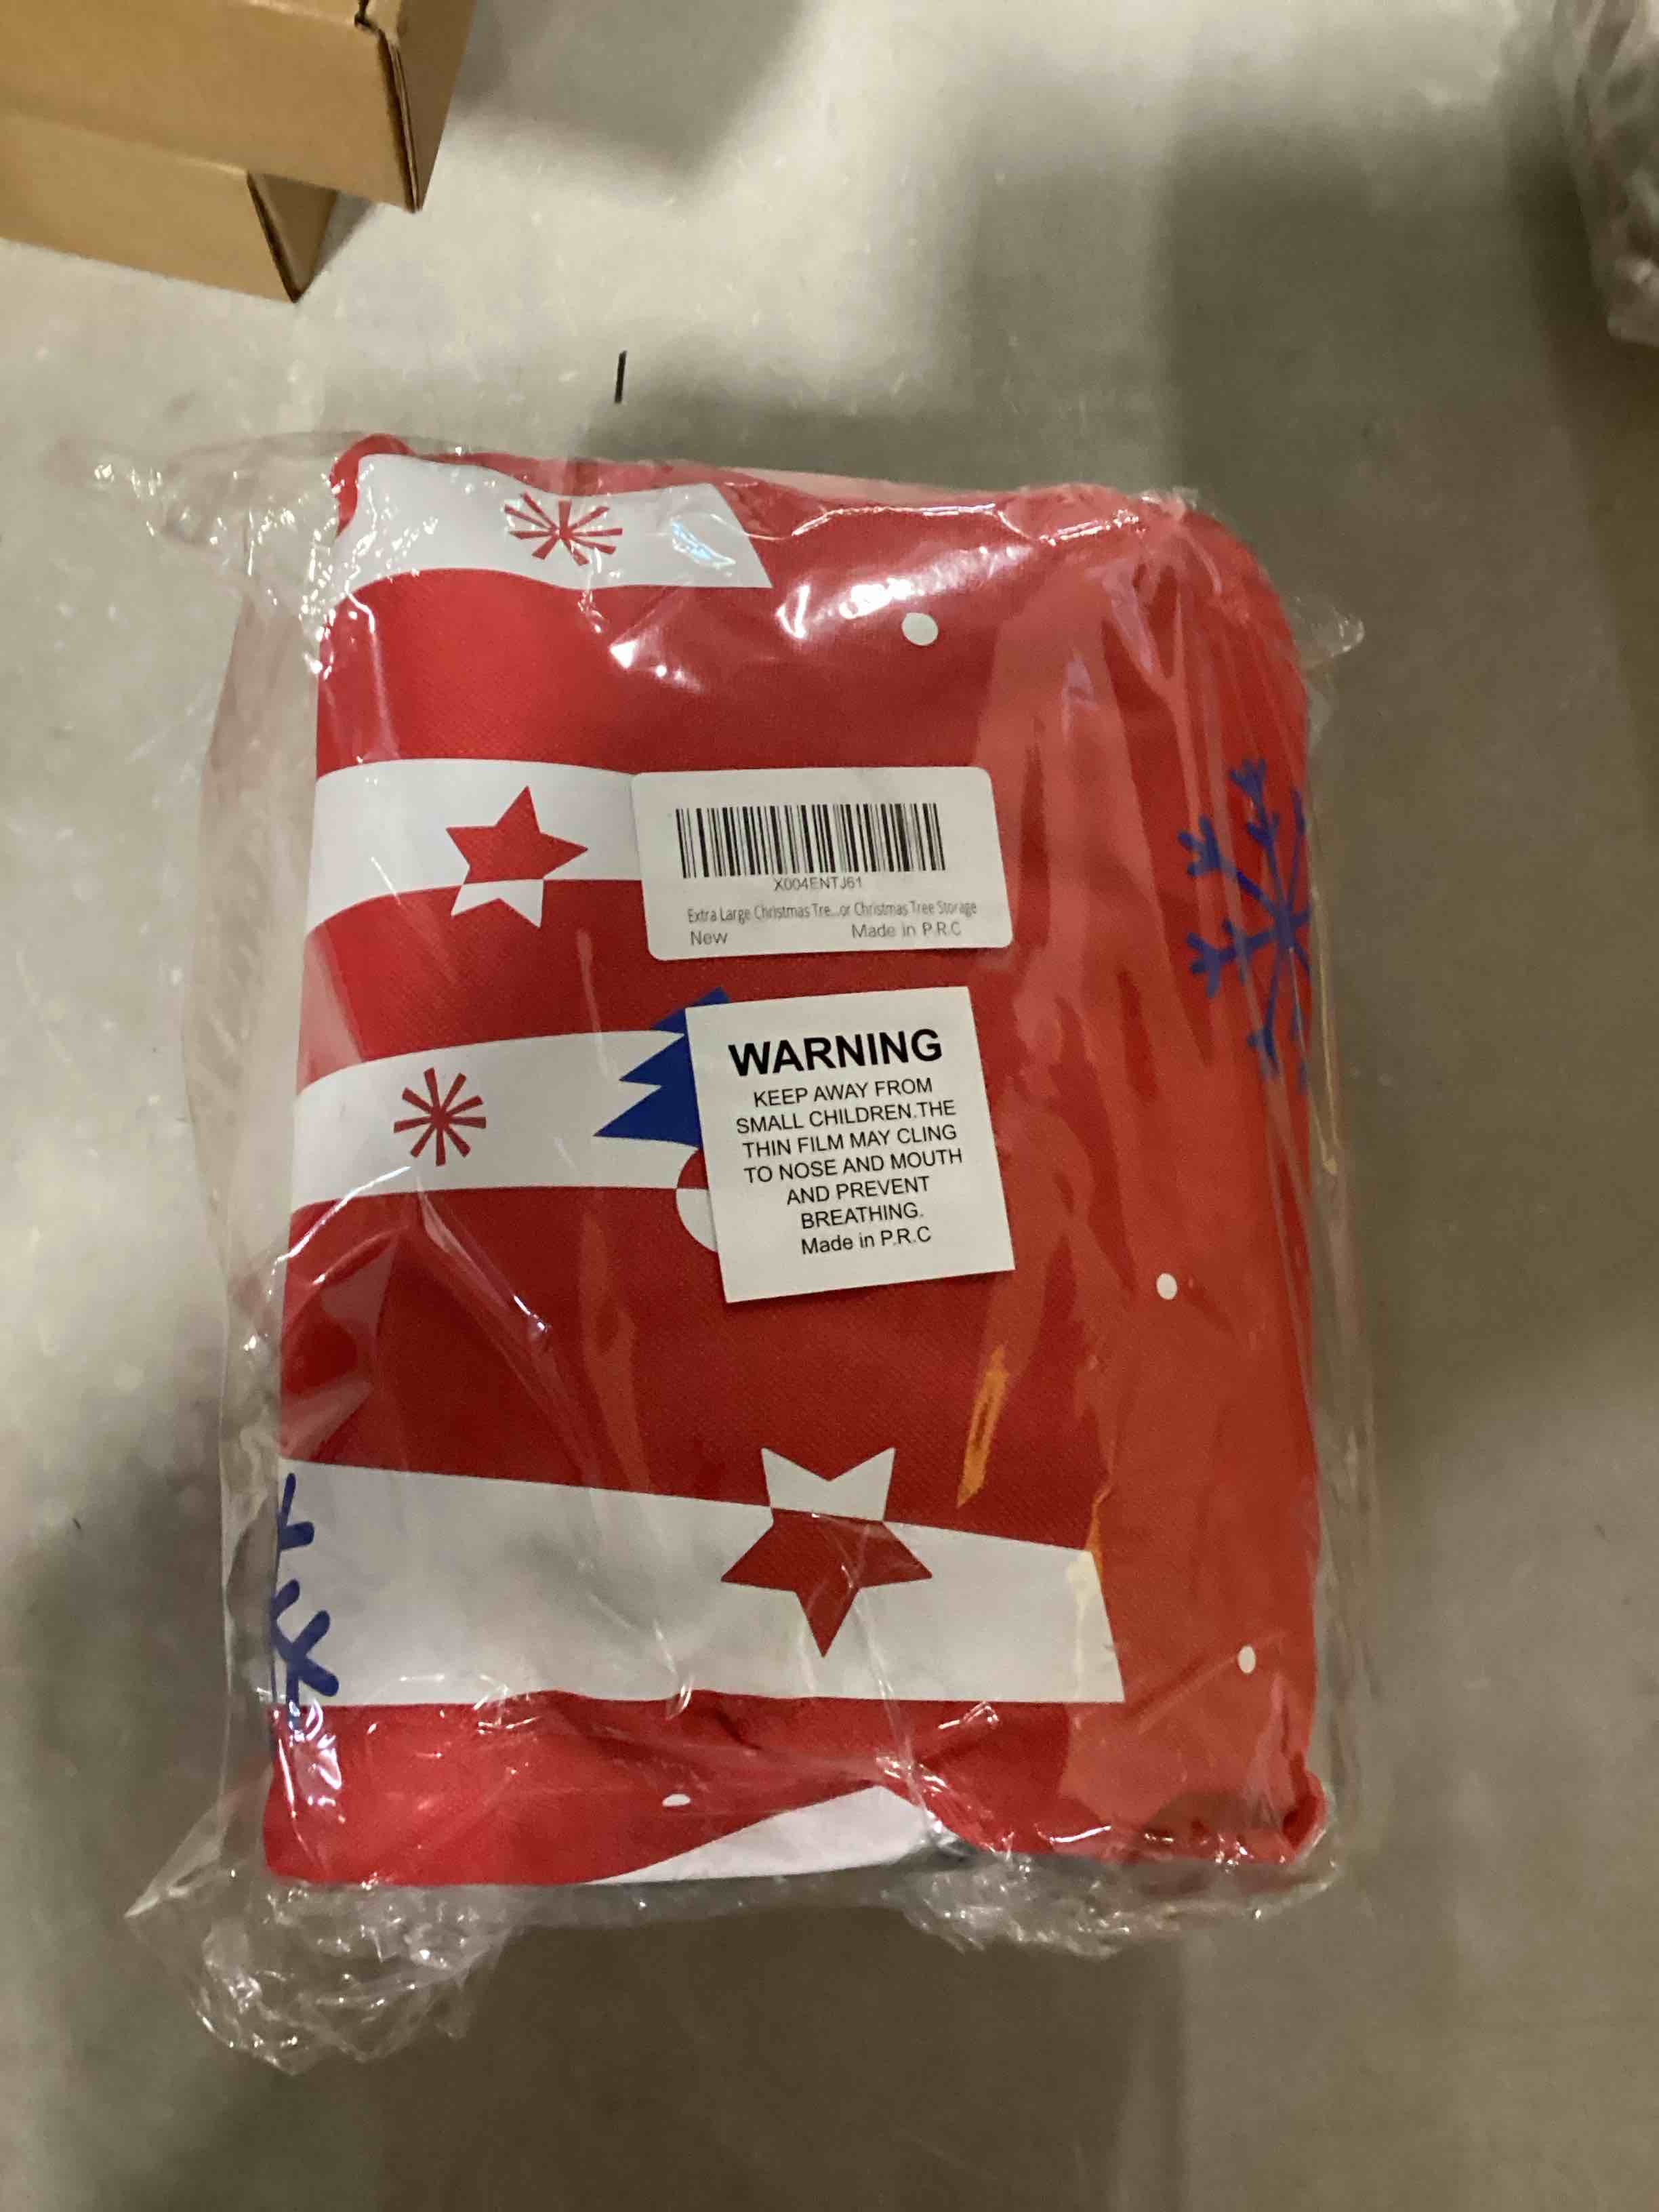 X004ENTJ61
Extra Large Christmas Tre...or Christmas Tree Storage
New Made in P.R.C
WARNING
KEEP AWAY FROM
SMALL CHILDREN.THE
THIN FILM MAY CLING
TO NOSE AND MOUTH
AND PREVENT
BREATHING.
Made in P.R.C